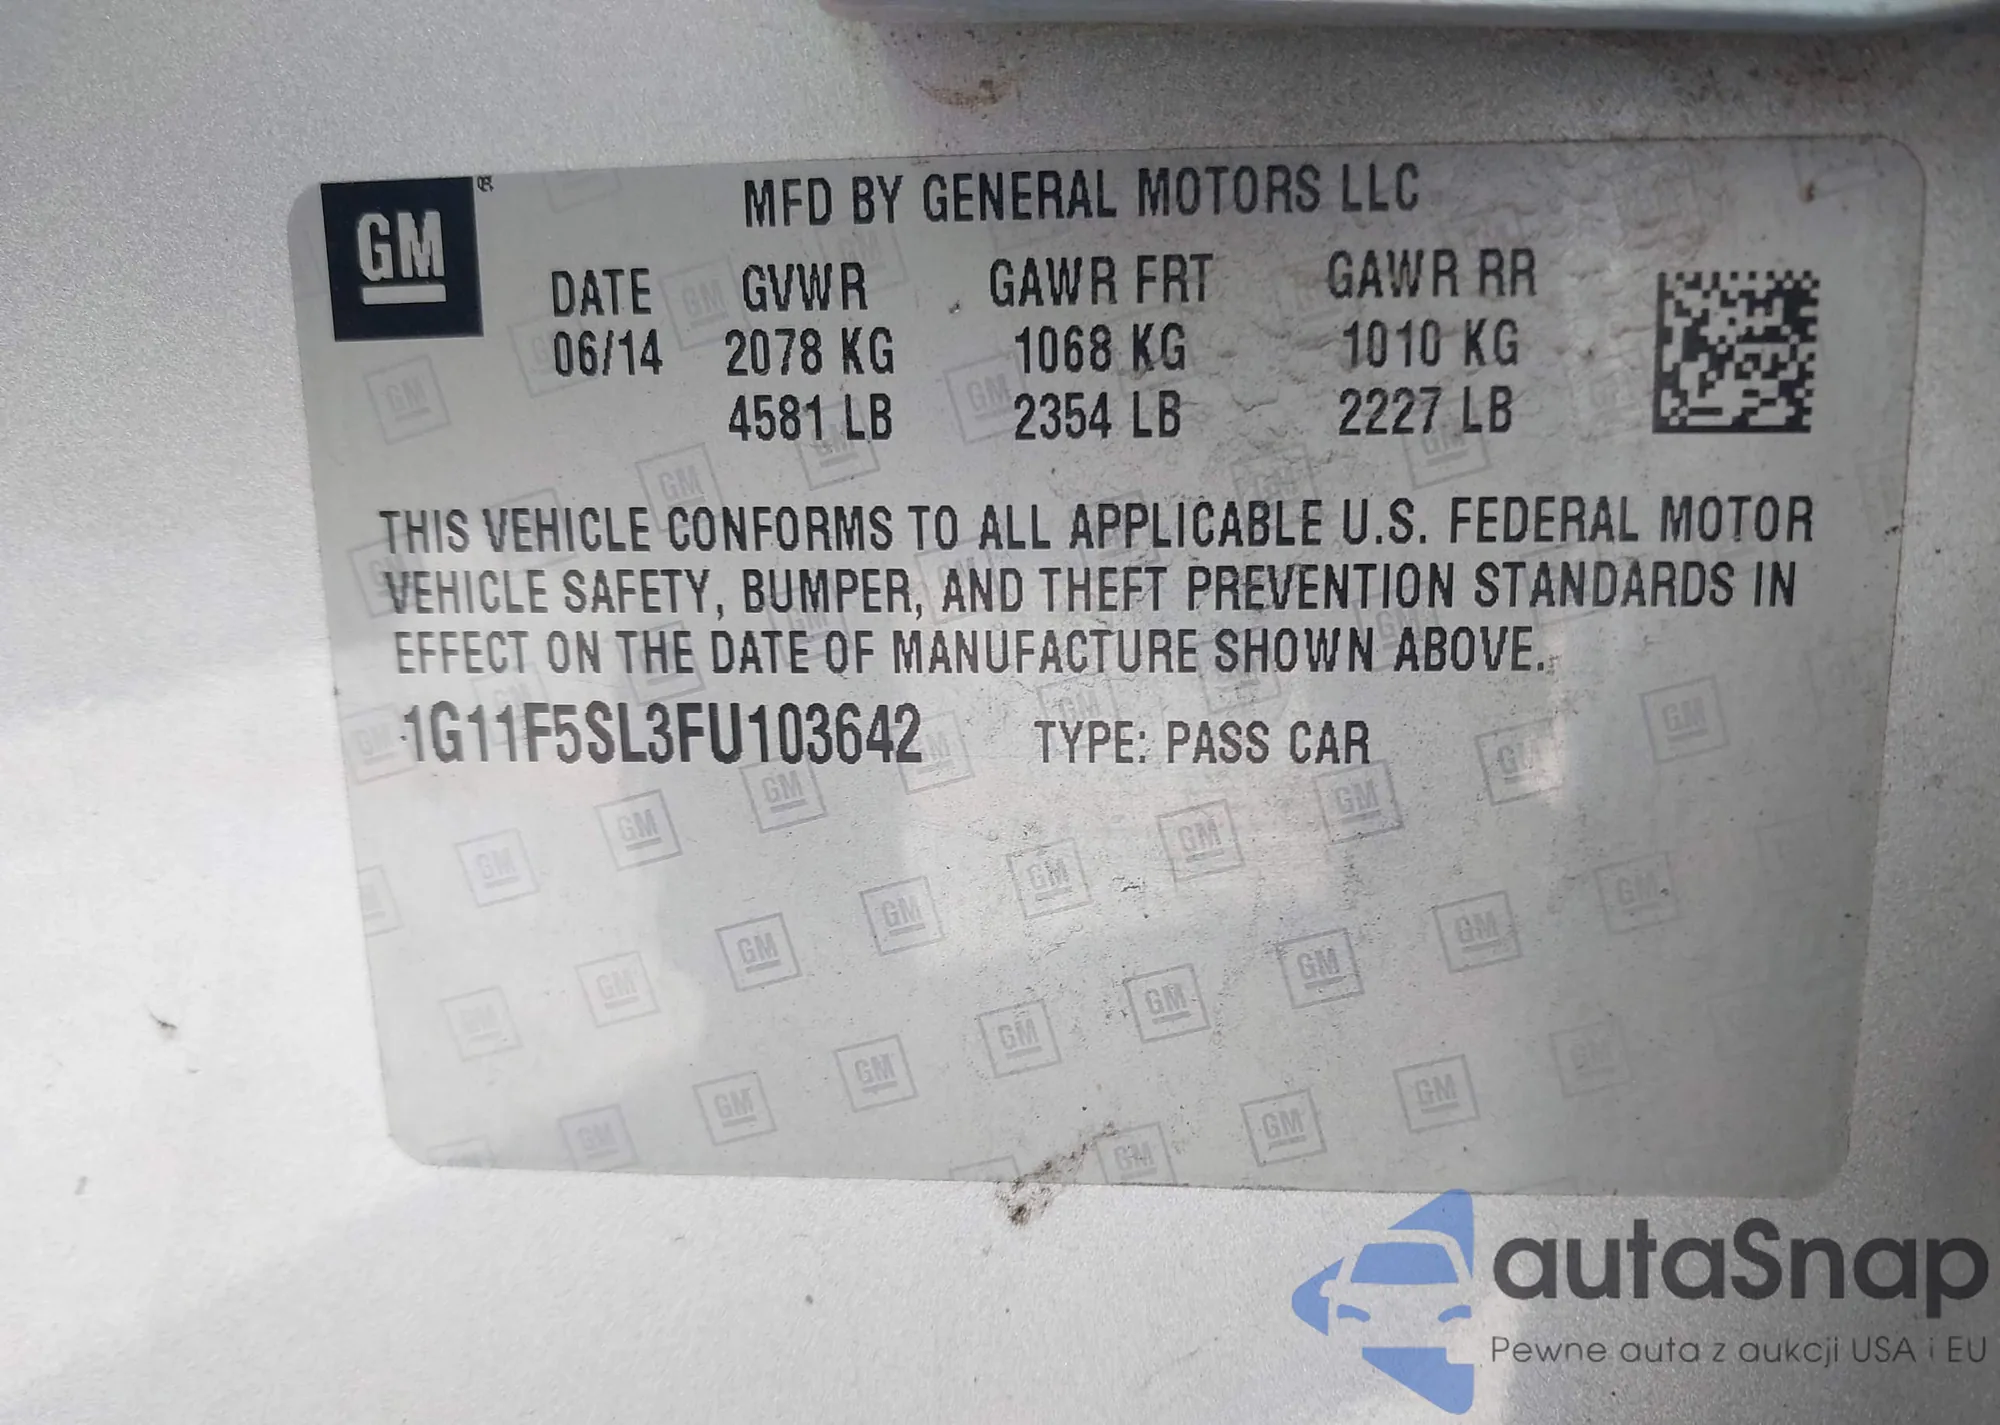 GM
MFD BY GENERAL MOTORS LLC
DATE GVWR GAWR FRT GAWR RR
06/14 2078 KG 1068 KG 1010 KG
4581 LB 2354 LB 2227 LB
THIS VEHICLE CONFORMS TO ALL APPLICABLE U.S. FEDERAL MOTOR
VEHICLE SAFETY, BUMPER, AND THEFT PREVENTION STANDARDS IN
EFFECT ON THE DATE OF MANUFACTURE SHOWN ABOVE.
1G11F5SL3FU103642 TYPE: PASS CAR
autaSnap
Pewne auta z aukcji USA i EU